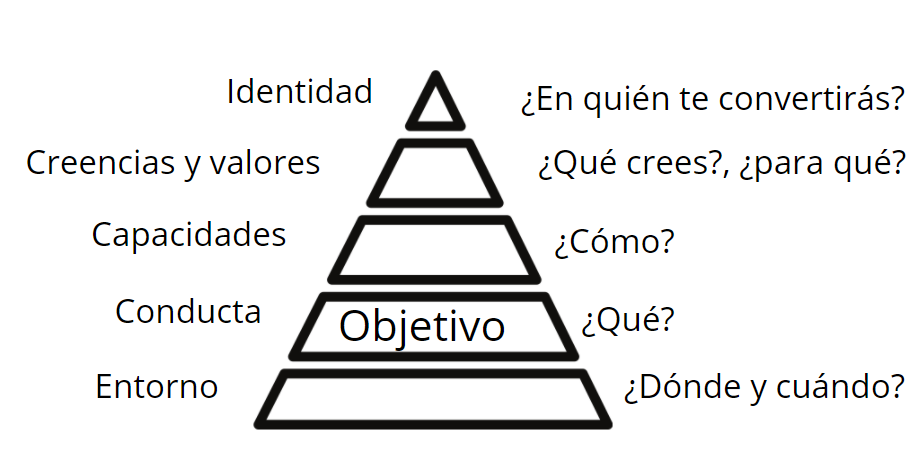 Identidad
¿En quién te convertirás?
Creencias y valores
¿Qué crees?, ¿para qué?
Capacidades
¿Cómo?
Conducta
Objetivo
¿Qué?
Entorno
¿Dónde y cuándo?